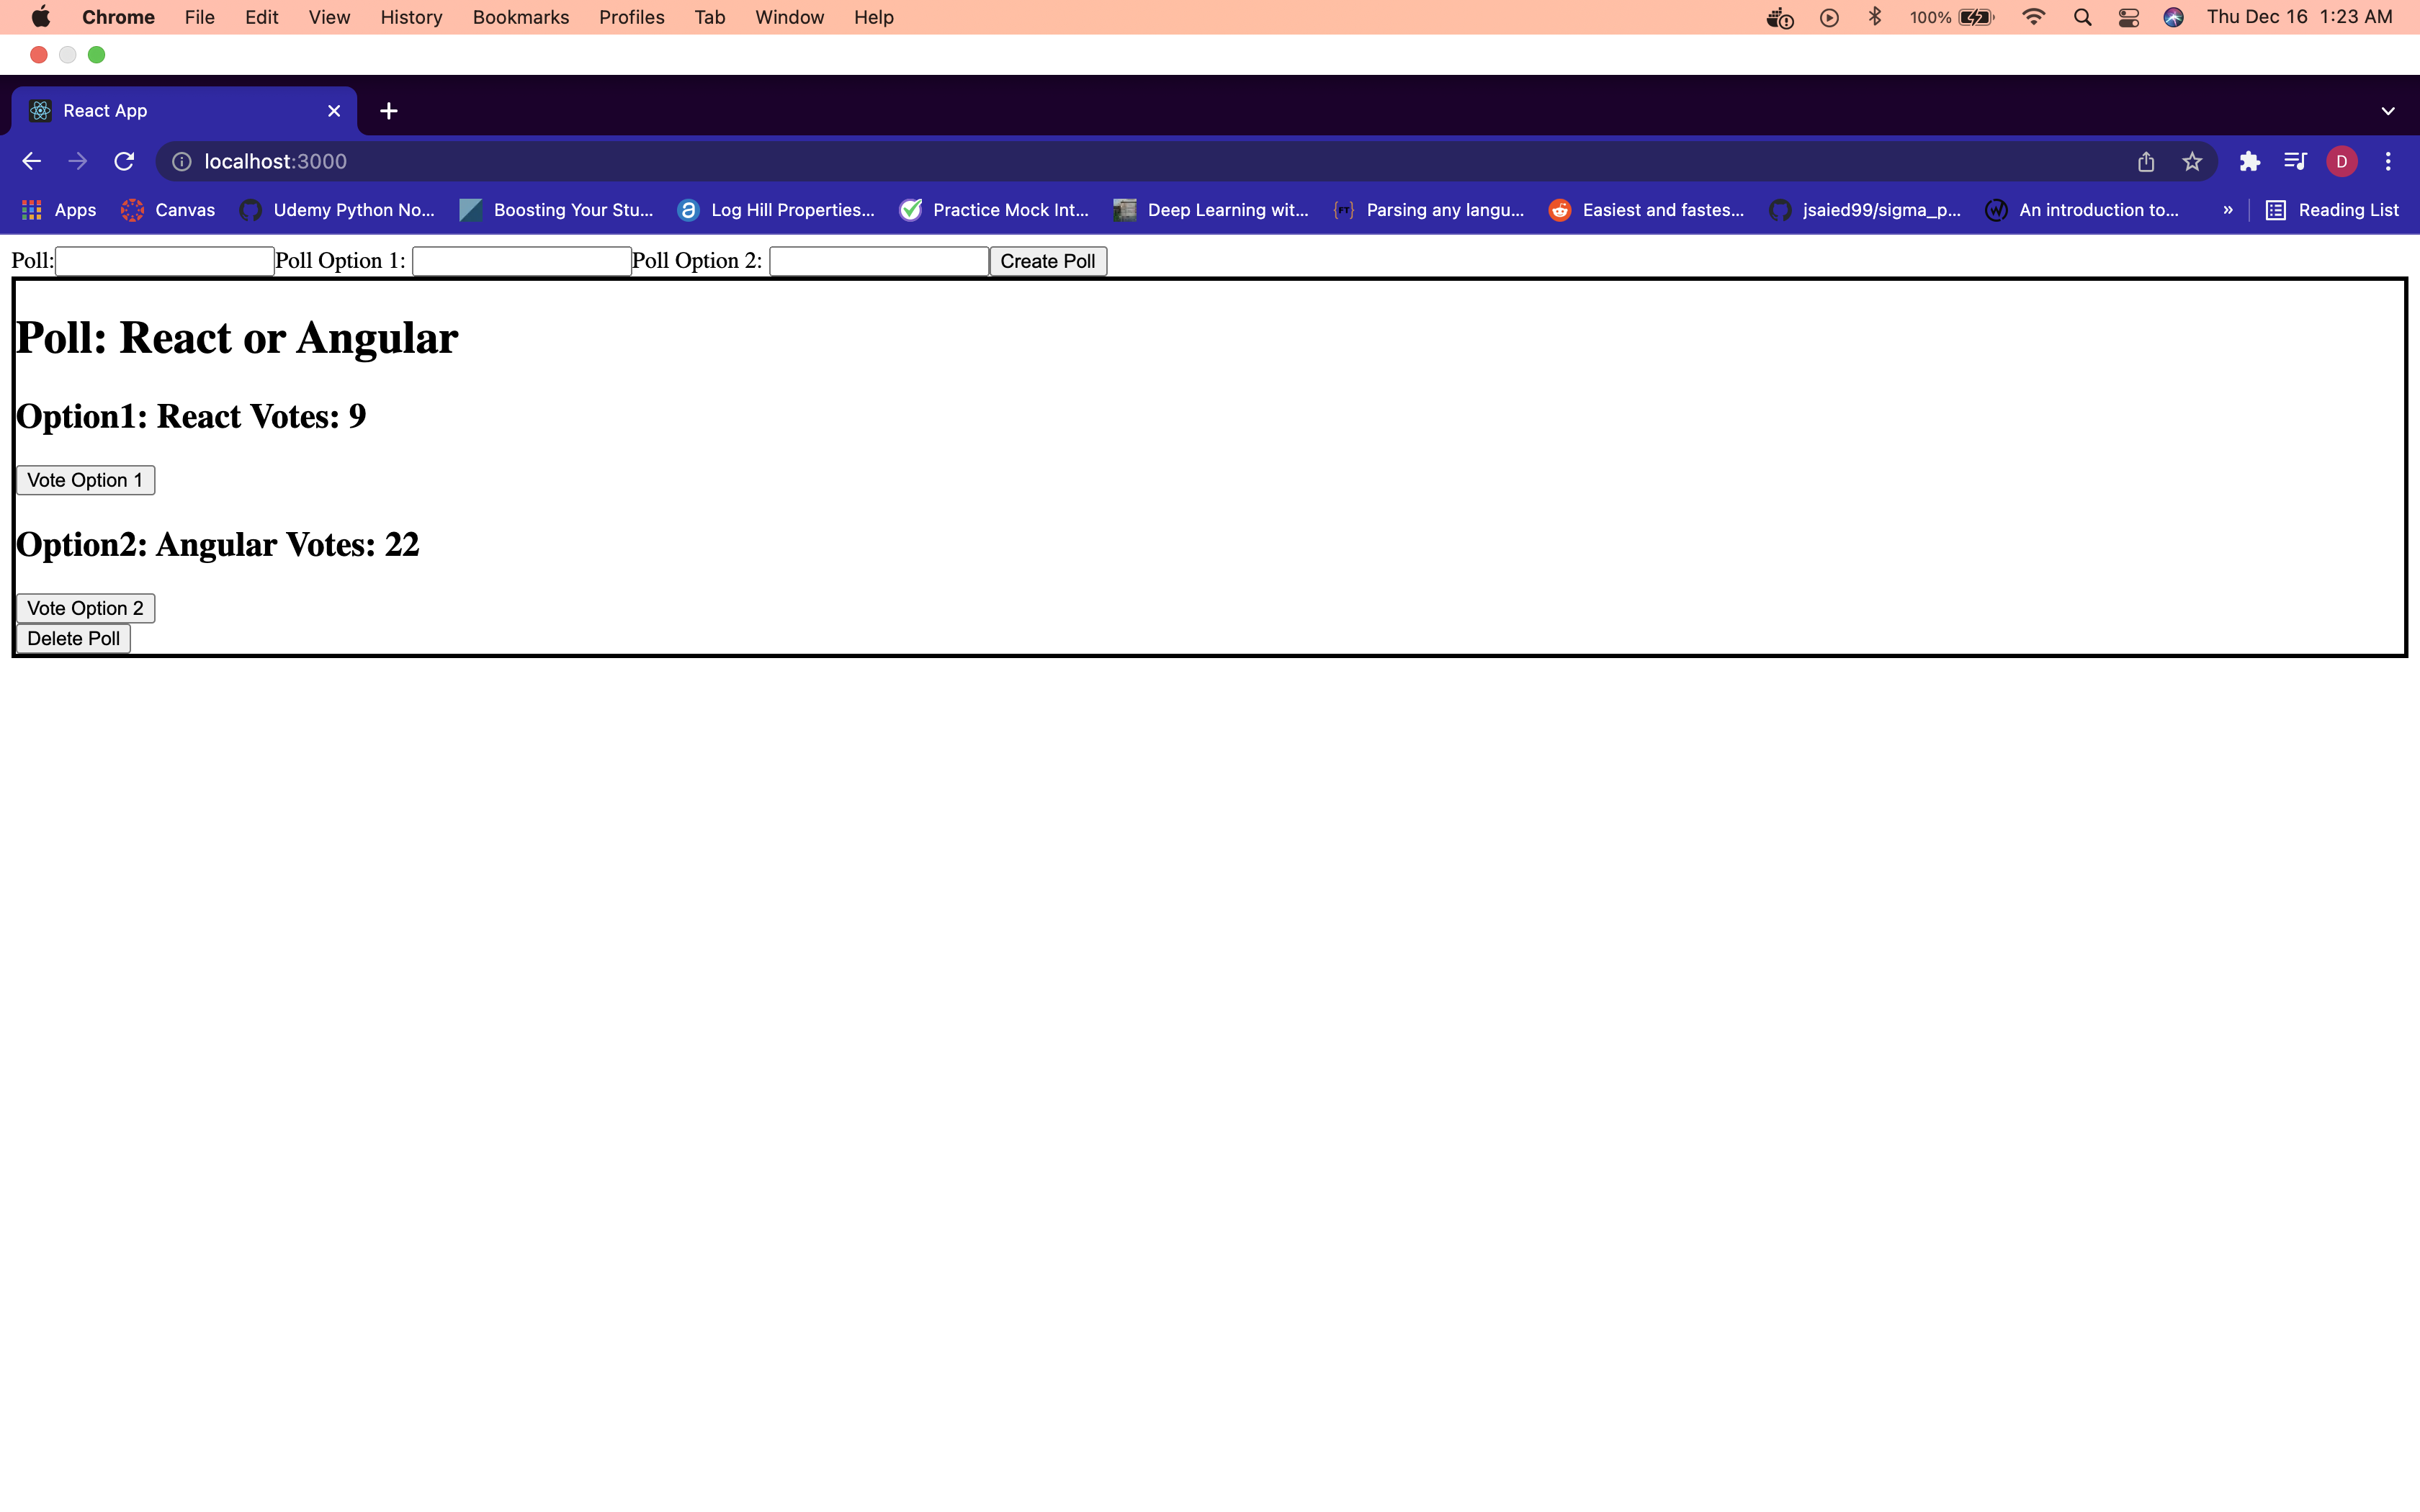 Chrome File Edit View History Bookmarks Profiles Tab Window Help 100% Thu Dec 16 1:23 AM
React App
localhost:3000 D
Apps Canvas Udemy Python No... Boosting Your Stu... Log Hill Properties... Practice Mock Int... Deep Learning wit... Parsing any langu... Easiest and fastes... jsaied99/sigma_p... An introduction to... » Reading List
Poll: Poll Option 1: Poll Option 2: Create Poll
Poll: React or Angular
Option1: React Votes: 9
Vote Option 1
Option2: Angular Votes: 22
Vote Option 2
Delete Poll